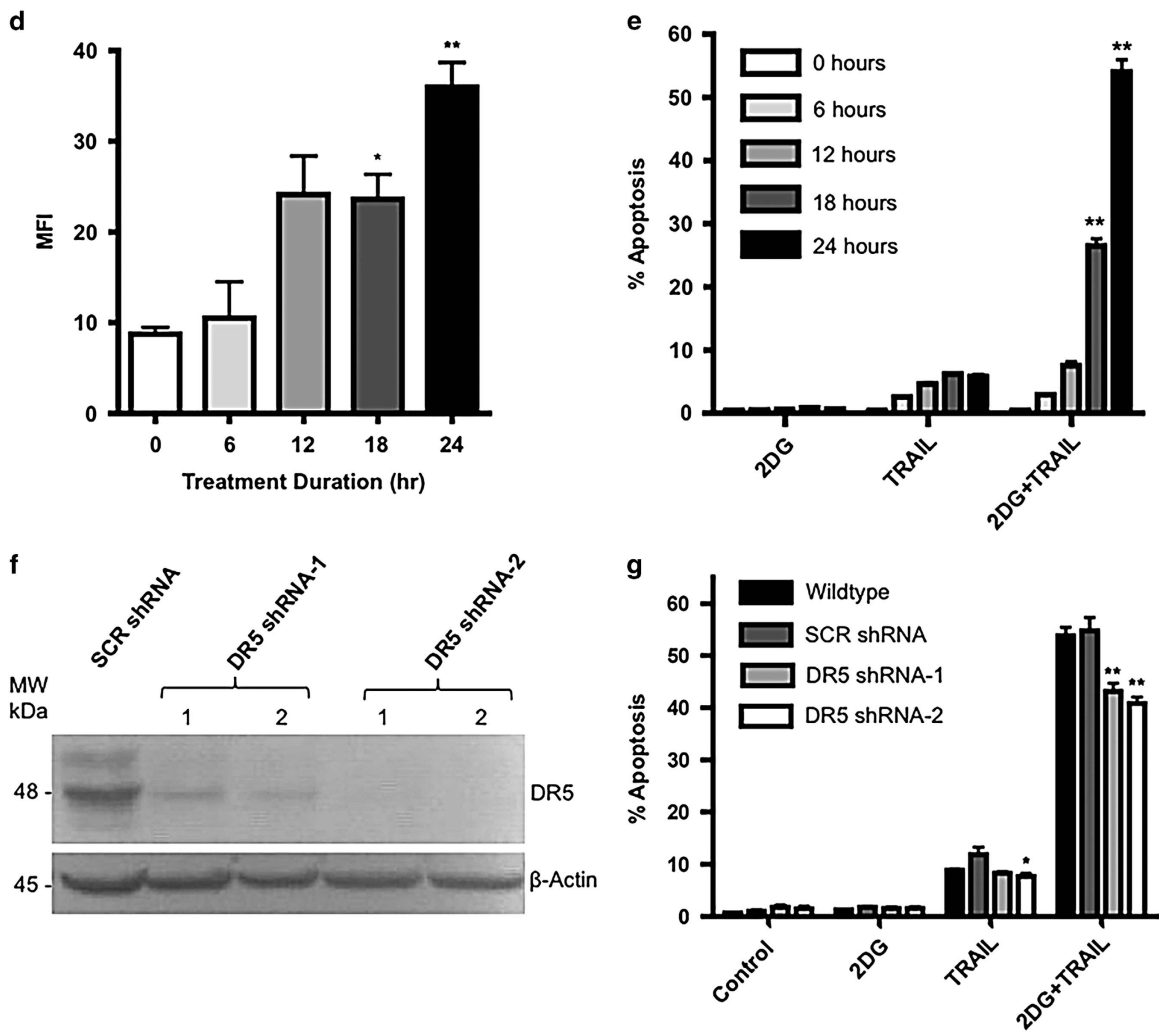 d
40
30
20
10
0
MFI
*
**
0 6 12 18 24
Treatment Duration (hr)
e
60
50
40
30
20
10
0
% Apoptosis
0 hours
6 hours
12 hours
18 hours
24 hours
**
**
2DG
TRAIL
2DG+TRAIL
f
SCR shRNA
DR5 shRNA-1
DR5 shRNA-2
MW
kDa
1 2 1 2
48 -
DR5
45 -
β-Actin
g
60
50
40
30
20
10
0
% Apoptosis
Wildtype
SCR shRNA
DR5 shRNA-1
DR5 shRNA-2
*
** **
Control
2DG
TRAIL
2DG+TRAIL